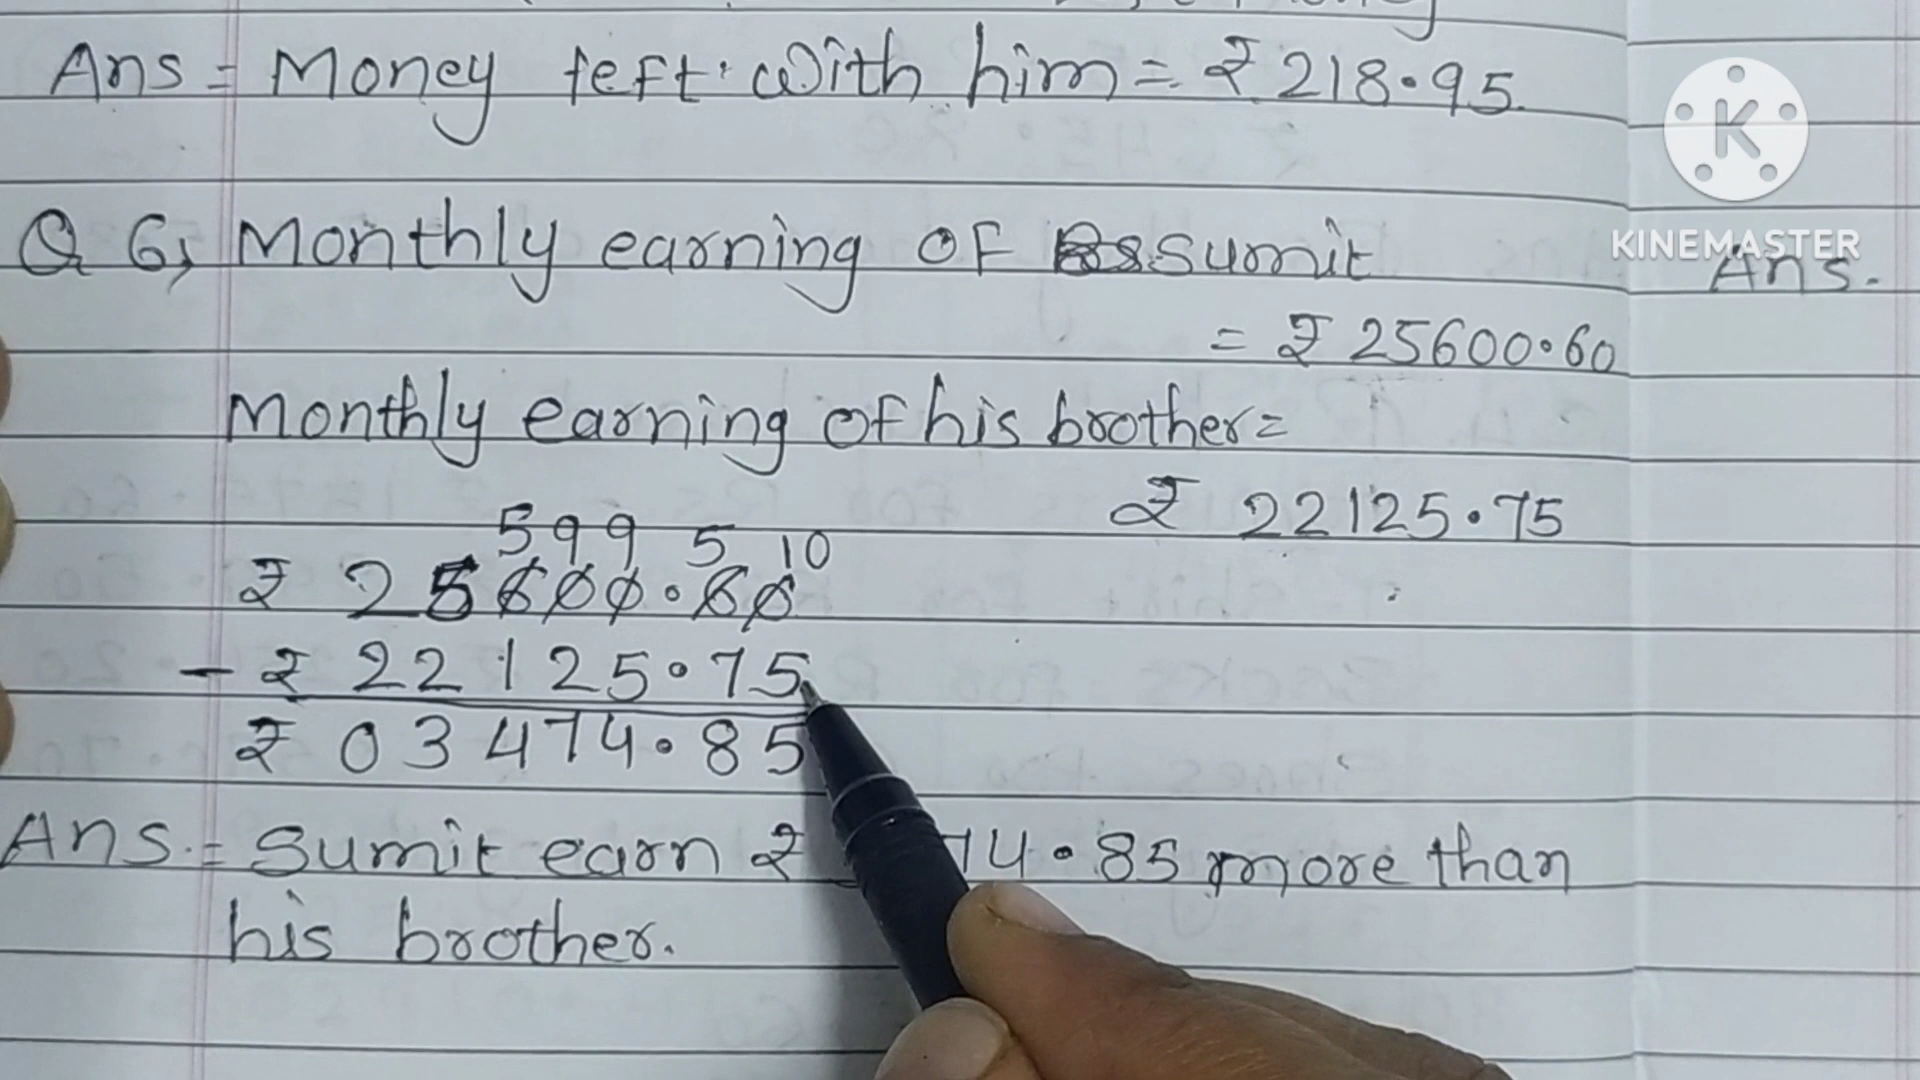 Ans = Money left with him = ₹ 218.95
Q 6, Monthly earning of Sumit
= ₹ 25600.60
Monthly earning of his brother =
₹ 22125.75
5 9 9 5 10
₹ 25600.60
- ₹ 22125.75
₹ 03474.85
Ans. = Sumit earn ₹ 74.85 more than
his brother.
Ans.
K
KINEMASTER